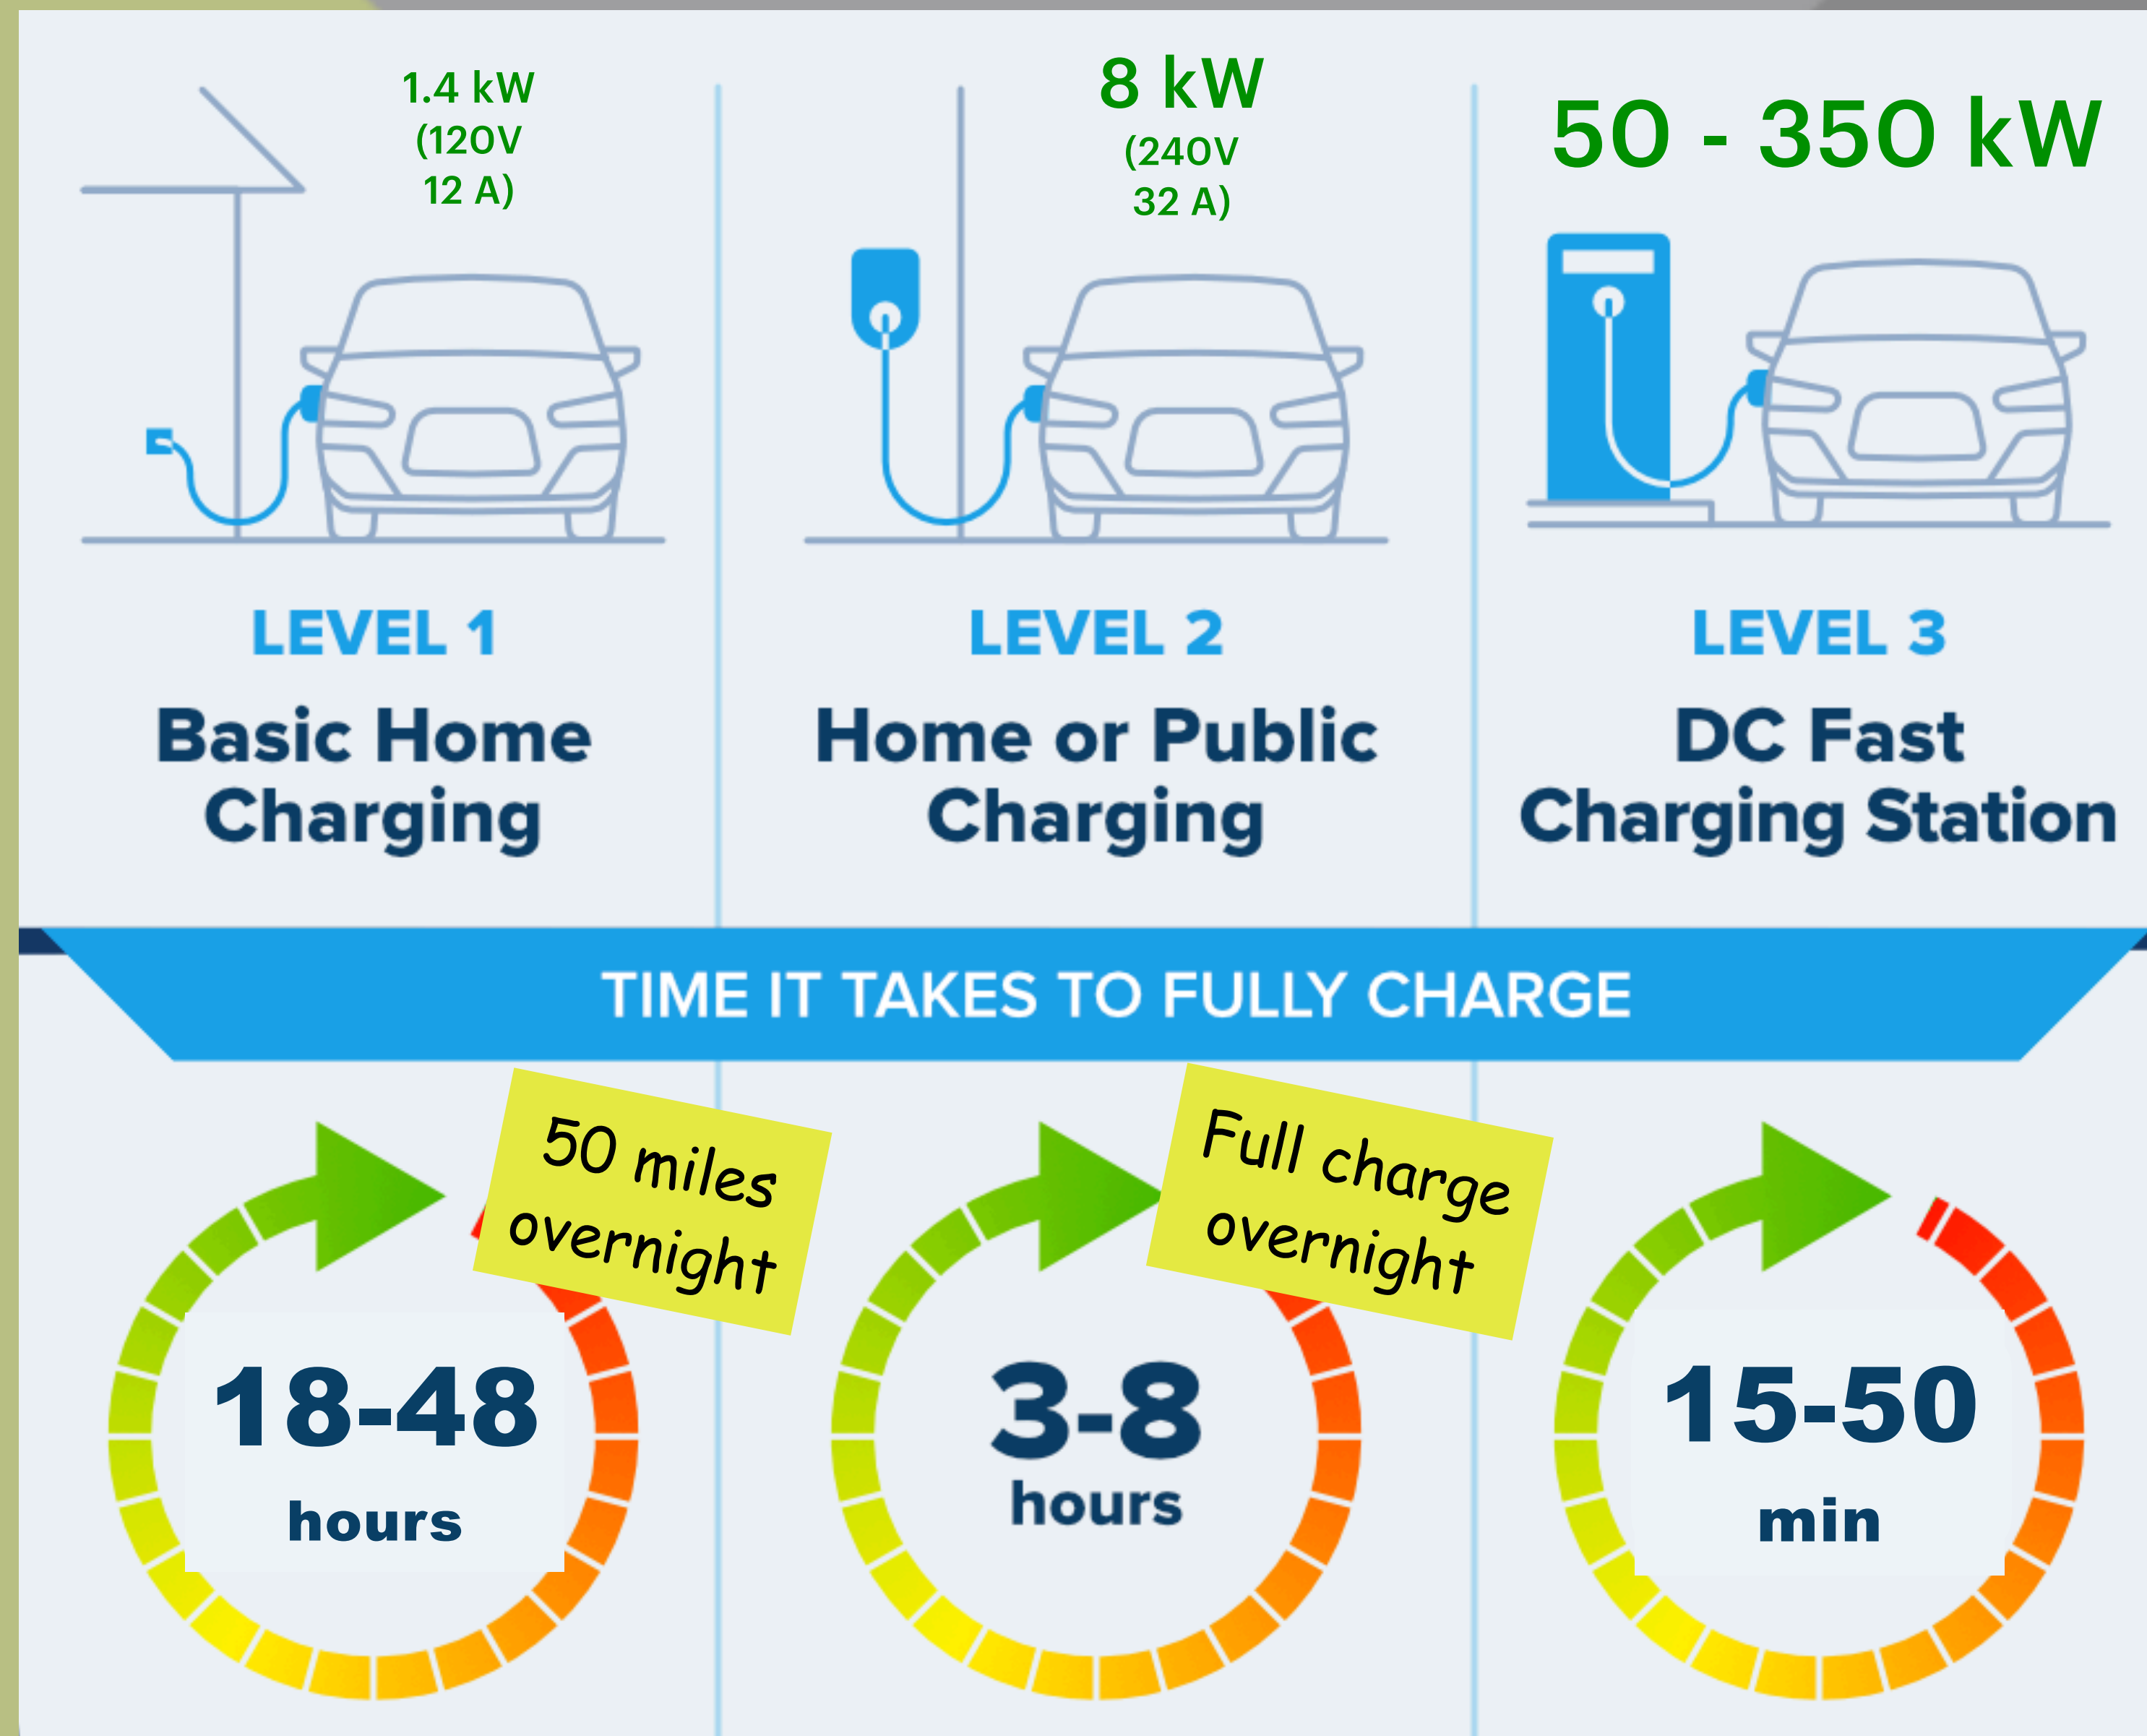 1.4 kW
(120V
12 A)
8 kW
(240V
32 A)
50 - 350 kW
LEVEL 1
Basic Home
Charging
LEVEL 2
Home or Public
Charging
LEVEL 3
DC Fast
Charging Station
TIME IT TAKES TO FULLY CHARGE
50 miles
overnight
18-48
hours
Full charge
overnight
3-8
hours
15-50
min